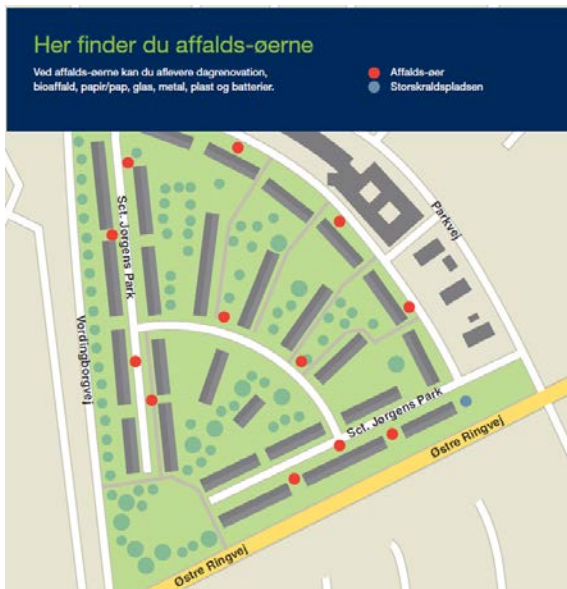 Her finder du affalds-øerne
Ved affalds-øerne kan du aflevere dagrenovation,
bioaffald, papir/pap, glas, metal, plast og batterier.
Affalds-øer
Storskraldspladsen
Sct. Jørgens Park
Parkvej
Vordingborgvej
Sct. Jørgens Park
Østre Ringvej
Østre Ringvej